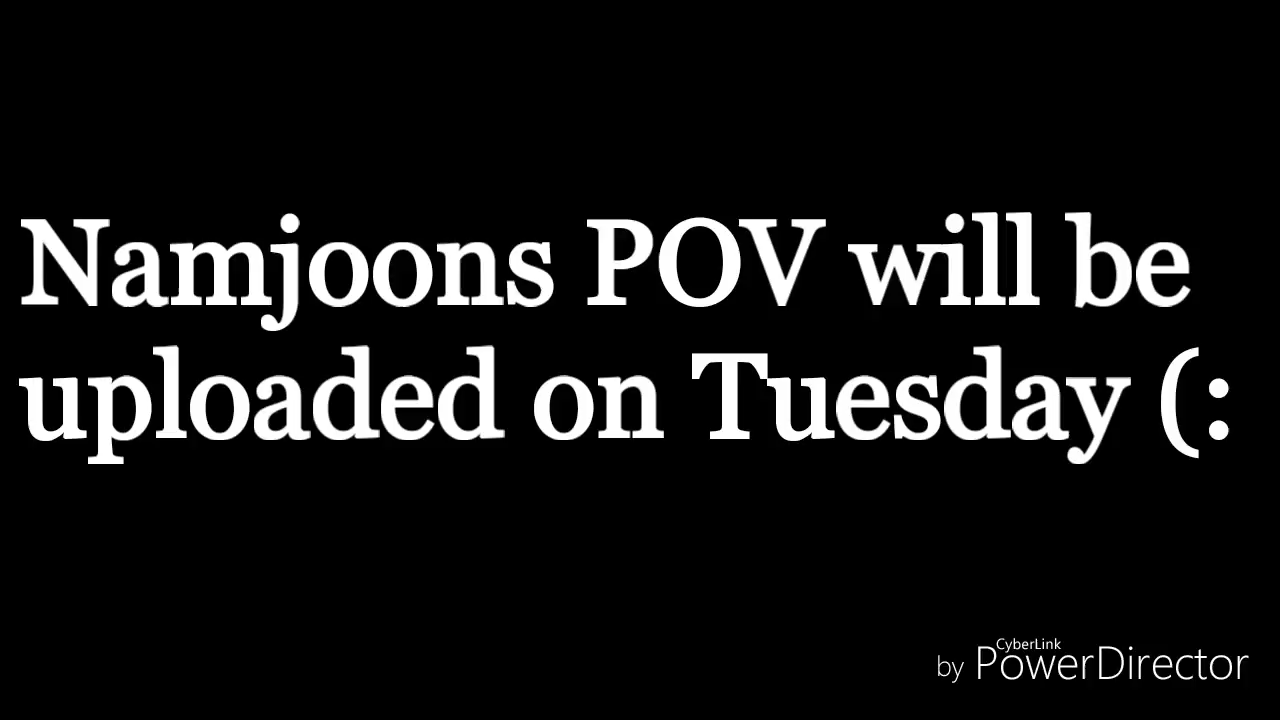 Namjoons POV will be
uploaded on Tuesday (:
CyberLink
by PowerDirector